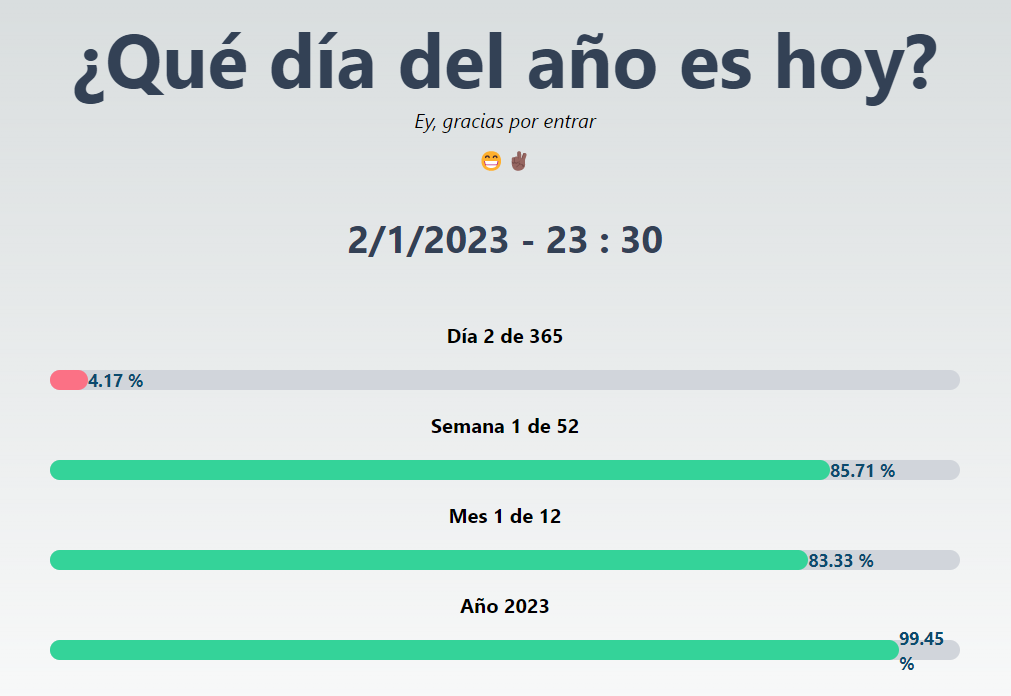 ¿Qué día del año es hoy?
Ey, gracias por entrar
😁 ✌🏾
2/1/2023 - 23 : 30
Día 2 de 365
4.17 %
Semana 1 de 52
85.71 %
Mes 1 de 12
83.33 %
Año 2023
99.45
%